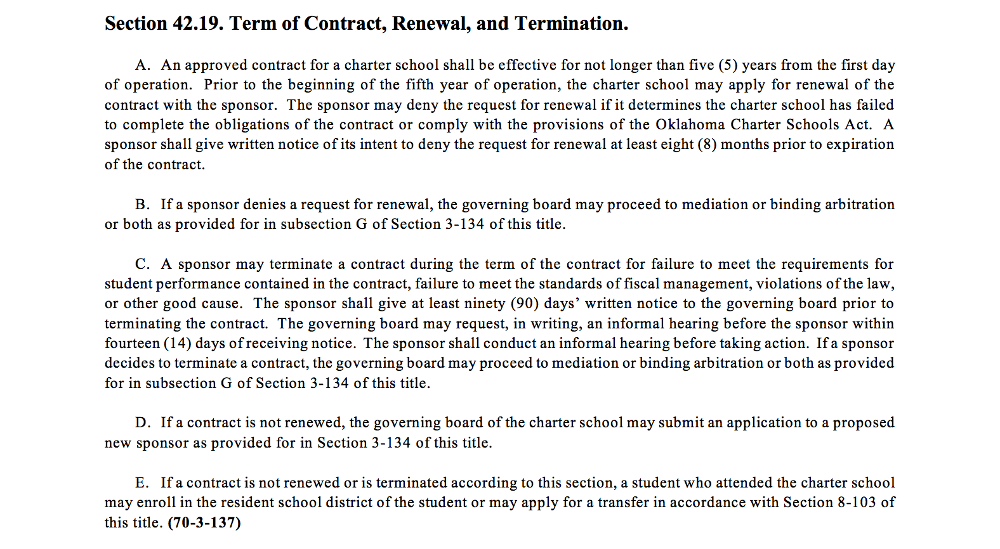 Section 42.19. Term of Contract, Renewal, and Termination.
A. An approved contract for a charter school shall be effective for not longer than five (5) years from the first day
of operation. Prior to the beginning of the fifth year of operation, the charter school may apply for renewal of the
contract with the sponsor. The sponsor may deny the request for renewal if it determines the charter school has failed
to complete the obligations of the contract or comply with the provisions of the Oklahoma Charter Schools Act. A
sponsor shall give written notice of its intent to deny the request for renewal at least eight (8) months prior to expiration
of the contract.
B. If a sponsor denies a request for renewal, the governing board may proceed to mediation or binding arbitration
or both as provided for in subsection G of Section 3-134 of this title.
C. A sponsor may terminate a contract during the term of the contract for failure to meet the requirements for
student performance contained in the contract, failure to meet the standards of fiscal management, violations of the law,
or other good cause. The sponsor shall give at least ninety (90) days’ written notice to the governing board prior to
terminating the contract. The governing board may request, in writing, an informal hearing before the sponsor within
fourteen (14) days of receiving notice. The sponsor shall conduct an informal hearing before taking action. If a sponsor
decides to terminate a contract, the governing board may proceed to mediation or binding arbitration or both as provided
for in subsection G of Section 3-134 of this title.
D. If a contract is not renewed, the governing board of the charter school may submit an application to a proposed
new sponsor as provided for in Section 3-134 of this title.
E. If a contract is not renewed or is terminated according to this section, a student who attended the charter school
may enroll in the resident school district of the student or may apply for a transfer in accordance with Section 8-103 of
this title. (70-3-137)